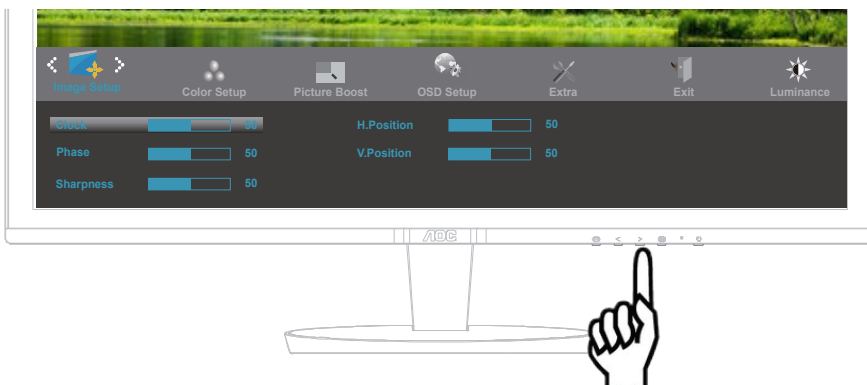 Image Setup
Color Setup
Picture Boost
OSD Setup
Extra
Exit
Luminance
Clock 50 H.Position 50
Phase 50 V.Position 50
Sharpness 50
AOC
< >